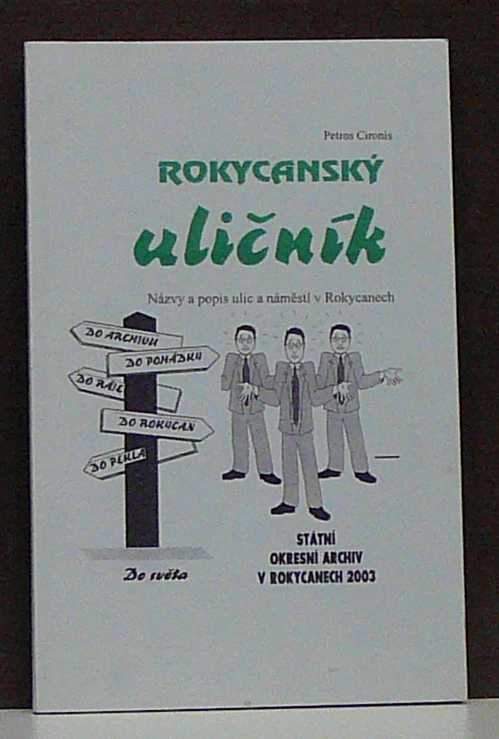 Petros Cironis
ROKYCANSKÝ
uličník
Názvy a popis ulic a náměstí v Rokycanech
DO ARCHIVU
DO POHÁDKY
DO RÁJE
DO ROKYCAN
DO PEKLA
Do světa
STÁTNÍ
OKRESNÍ ARCHIV
V ROKYCANECH 2003